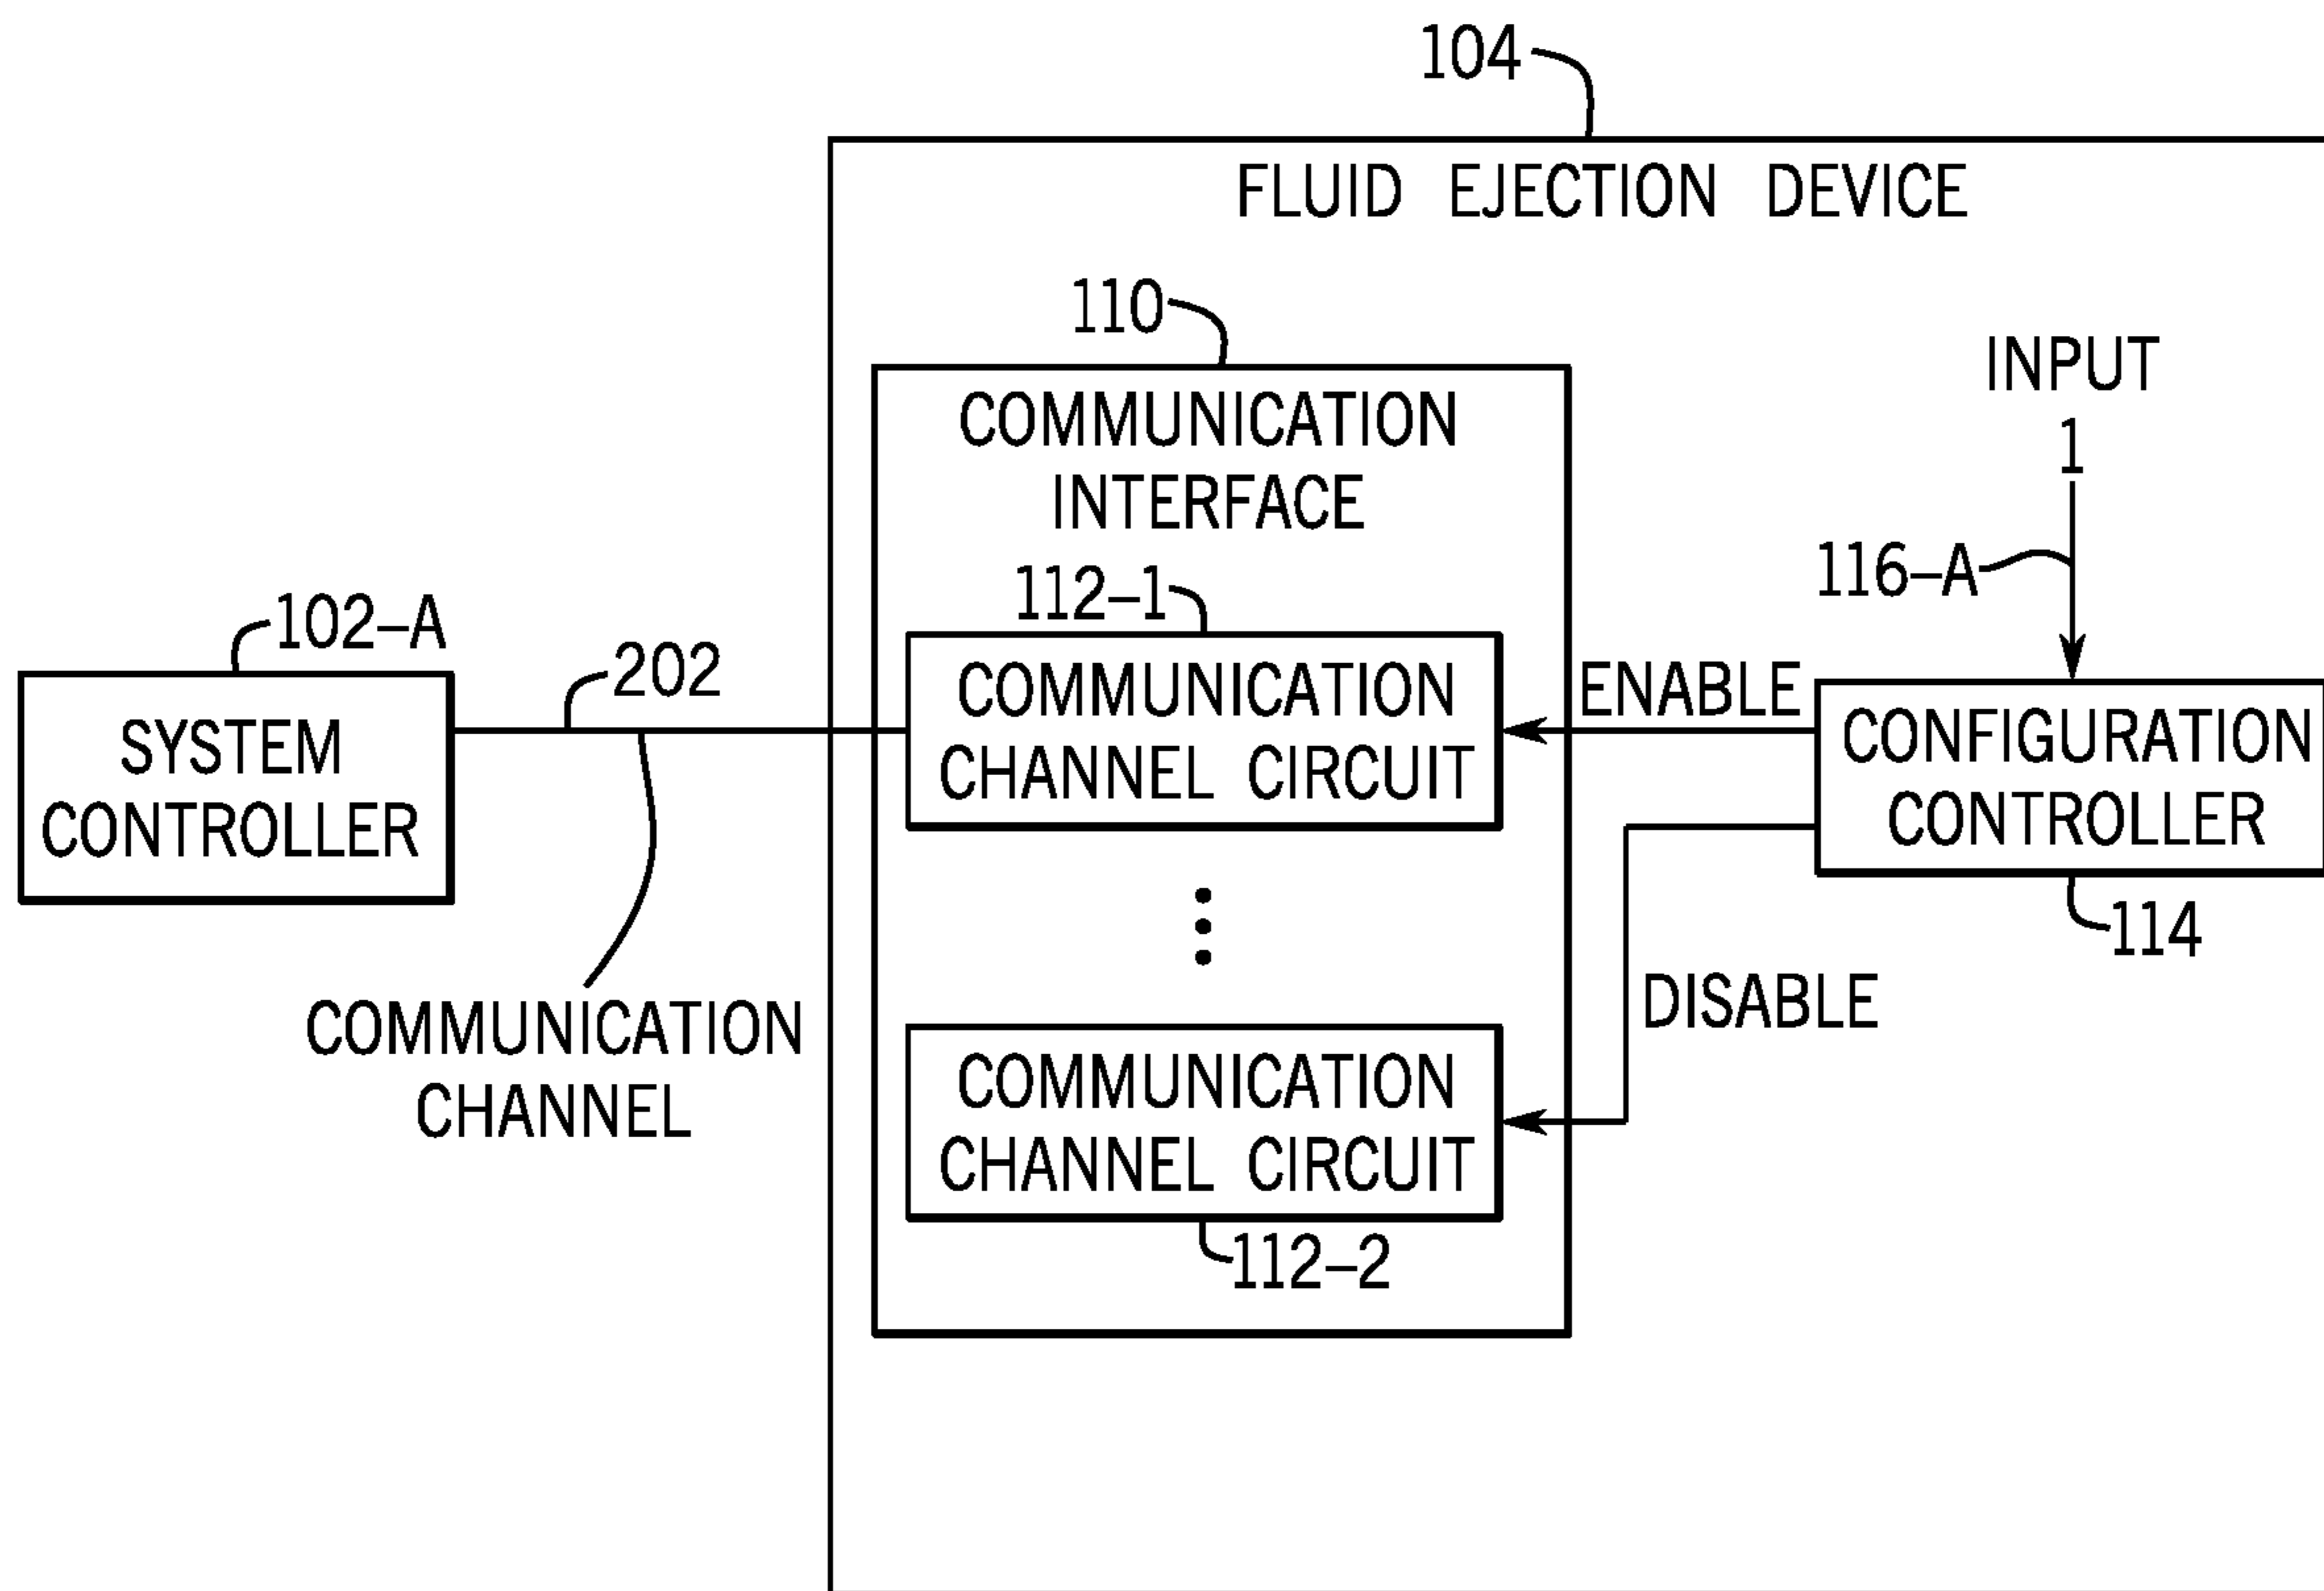 104
FLUID EJECTION DEVICE
110
COMMUNICATION
INTERFACE
INPUT
1
116–A
112–1
102–A
202
SYSTEM
CONTROLLER
COMMUNICATION
CHANNEL CIRCUIT
ENABLE
CONFIGURATION
CONTROLLER
114
DISABLE
COMMUNICATION
CHANNEL
COMMUNICATION
CHANNEL CIRCUIT
112–2